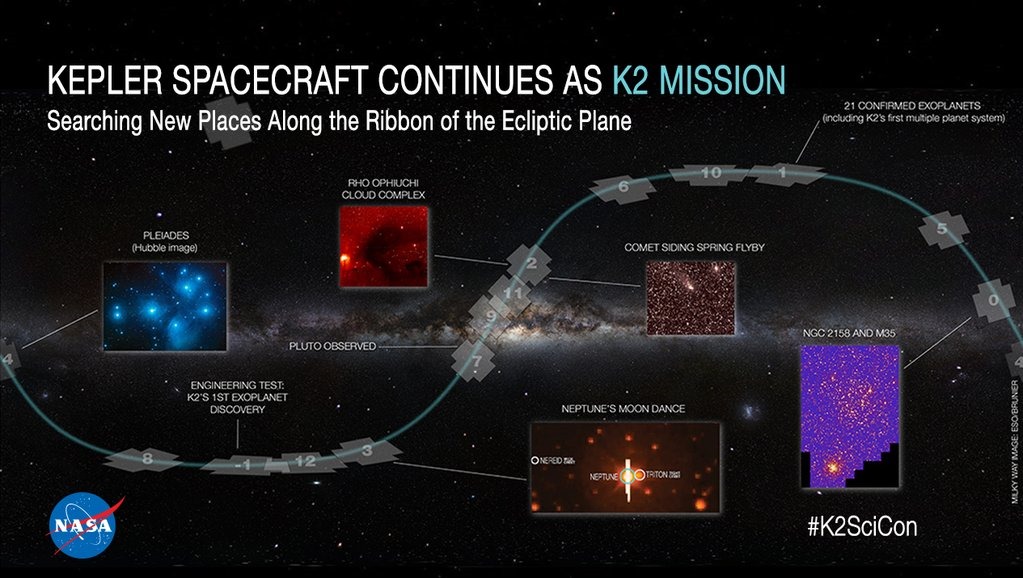 KEPLER SPACECRAFT CONTINUES AS K2 MISSION
Searching New Places Along the Ribbon of the Ecliptic Plane
21 CONFIRMED EXOPLANETS
(including K2's first multiple planet system)
RHO OPHIUCHI
CLOUD COMPLEX
6
10
1
PLEIADES
(Hubble image)
5
COMET SIDING SPRING FLYBY
2
11
0
9
NGC 2158 AND M35
PLUTO OBSERVED
7
4
4
ENGINEERING TEST:
K2'S 1ST EXOPLANET
DISCOVERY
NEPTUNE'S MOON DANCE
8
-1
12
3
NEREID
NEPTUNE
TRITON
MILKY WAY IMAGE: ESO/BRUNIER
NASA
#K2SciCon